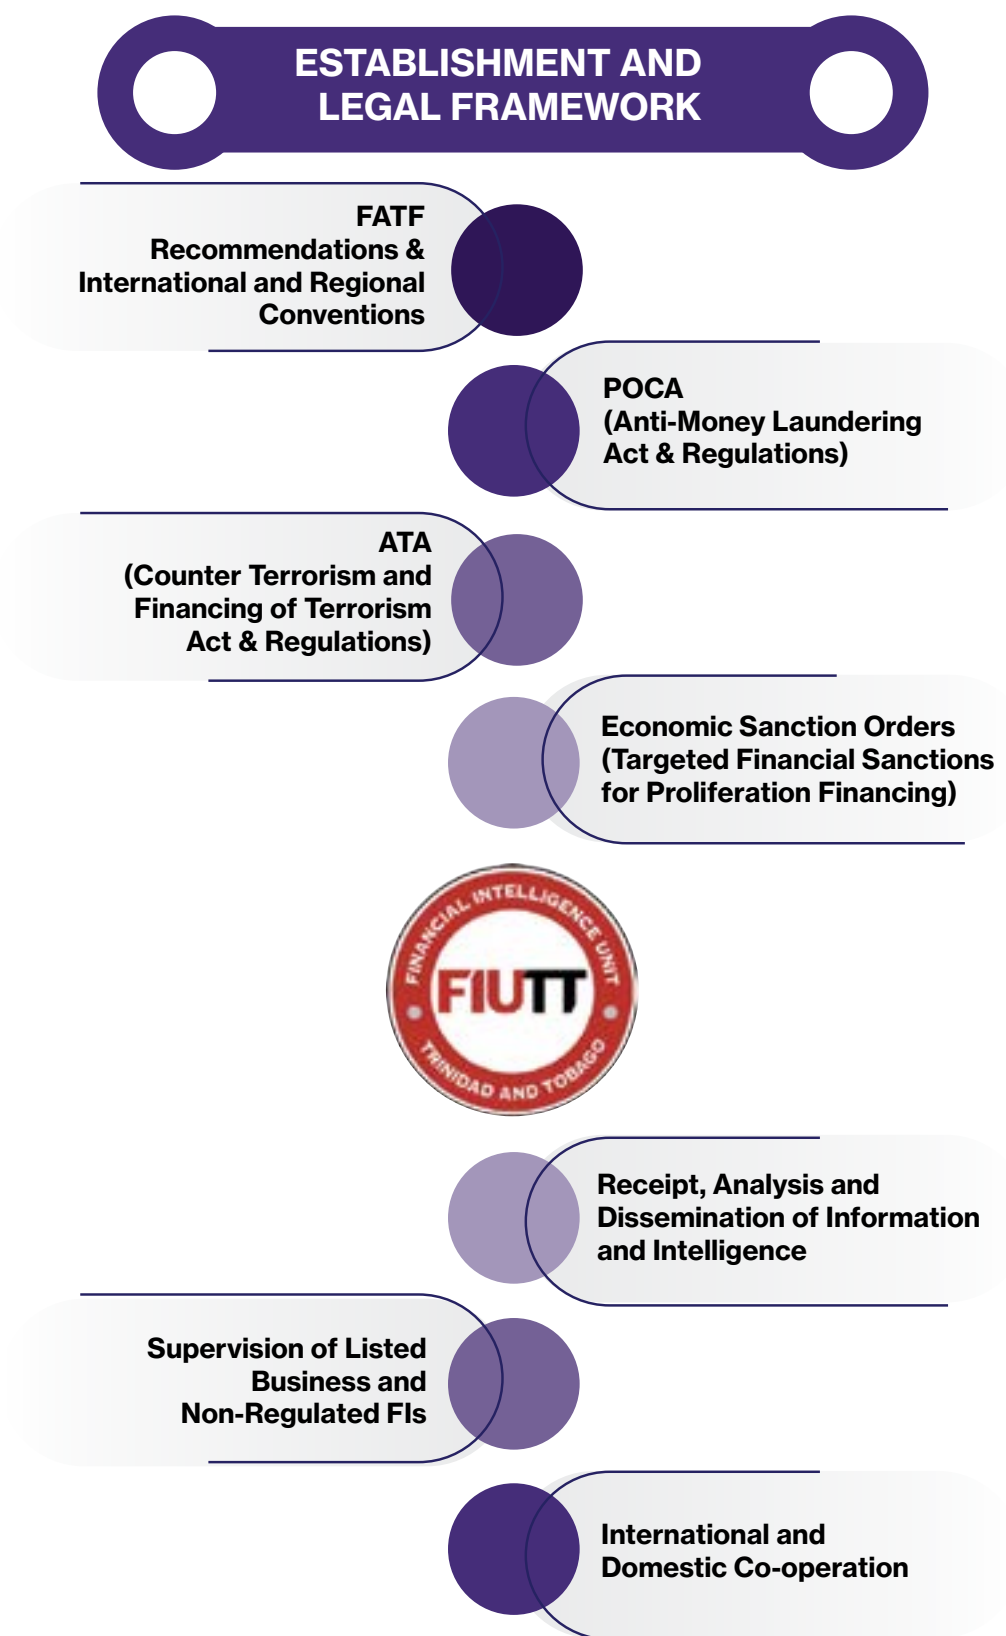 ESTABLISHMENT AND
LEGAL FRAMEWORK
FATF
Recommendations &
International and Regional
Conventions
POCA
(Anti-Money Laundering
Act & Regulations)
ATA
(Counter Terrorism and
Financing of Terrorism
Act & Regulations)
Economic Sanction Orders
(Targeted Financial Sanctions
for Proliferation Financing)
FINANCIAL INTELLIGENCE UNIT
FIUTT
TRINIDAD AND TOBAGO
Receipt, Analysis and
Dissemination of Information
and Intelligence
Supervision of Listed
Business and
Non-Regulated FIs
International and
Domestic Co-operation